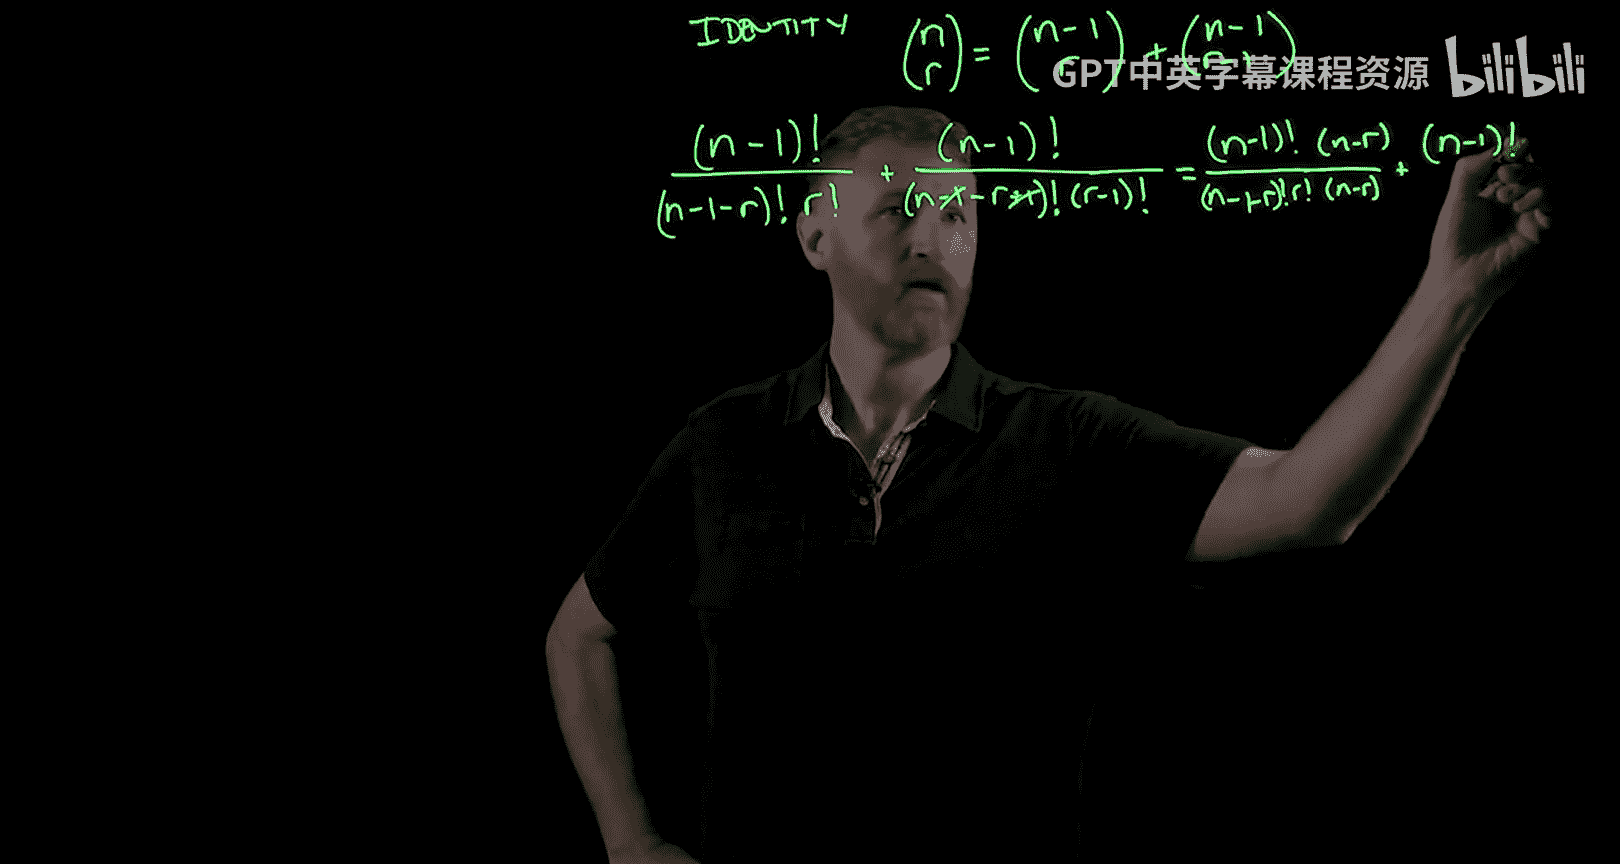 IDENTITY (n r) = (n-1 r) + (n-1 r-1)
GPT中英字幕课程资源 bilibili
(n-1)! / (n-1-r)! r! + (n-1)! / (n-1-r+1)! (r-1)! = (n-1)! (n-r) / (n-1-r)! r! (n-r) + (n-1)!